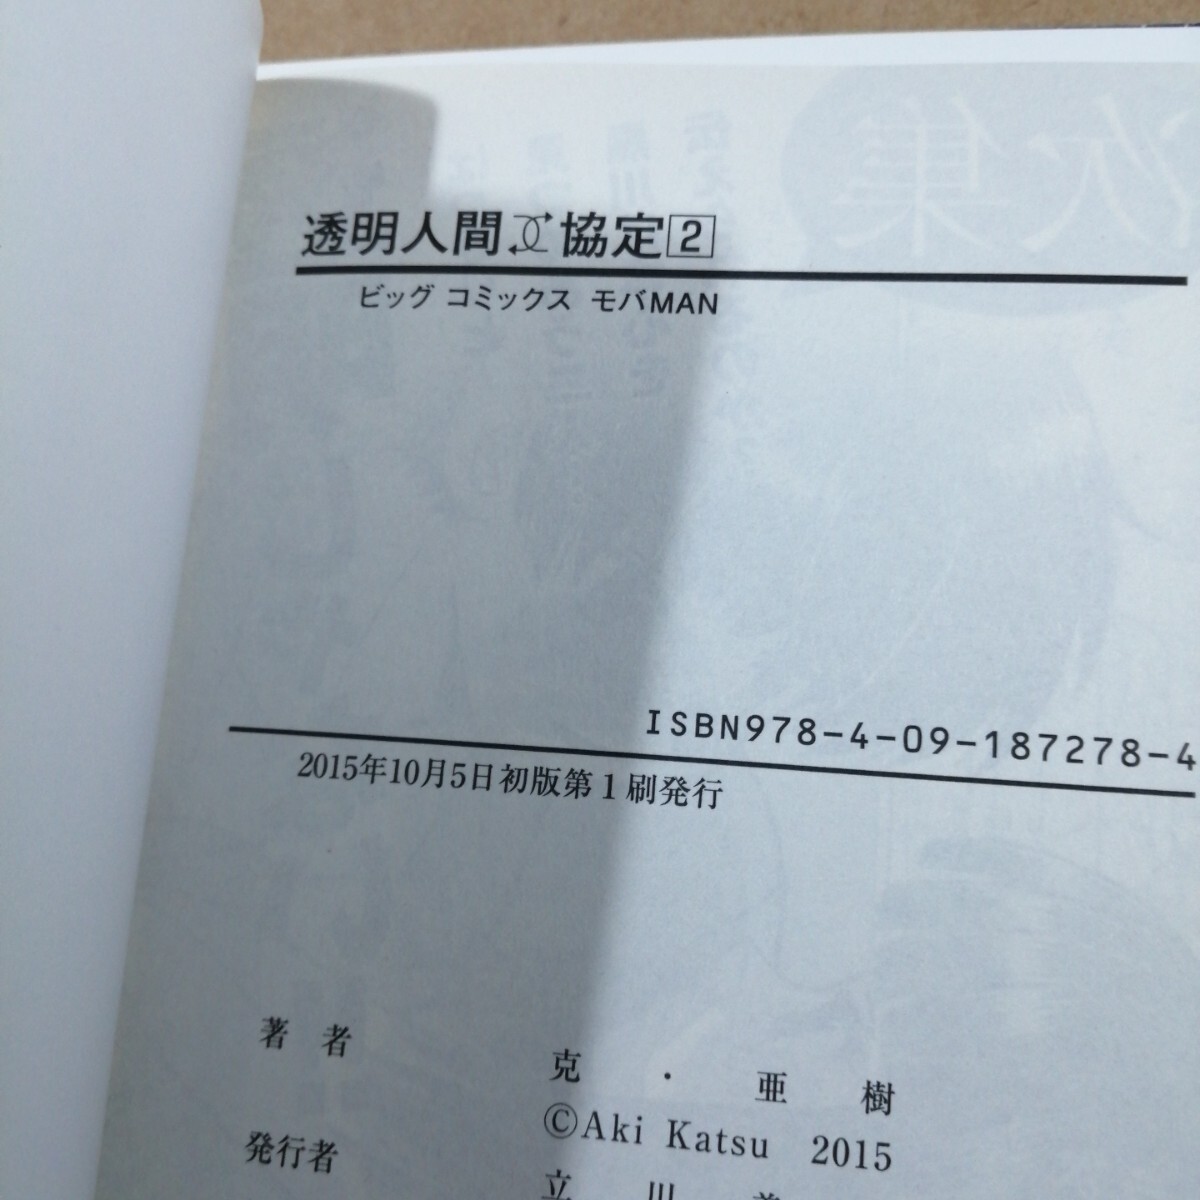 透明人間協定2
ビッグ コミックス モバMAN
ISBN978-4-09-187278-4
2015年10月5日初版第1刷発行
著者
克・亜樹
©Aki Katsu 2015
発行者
立川